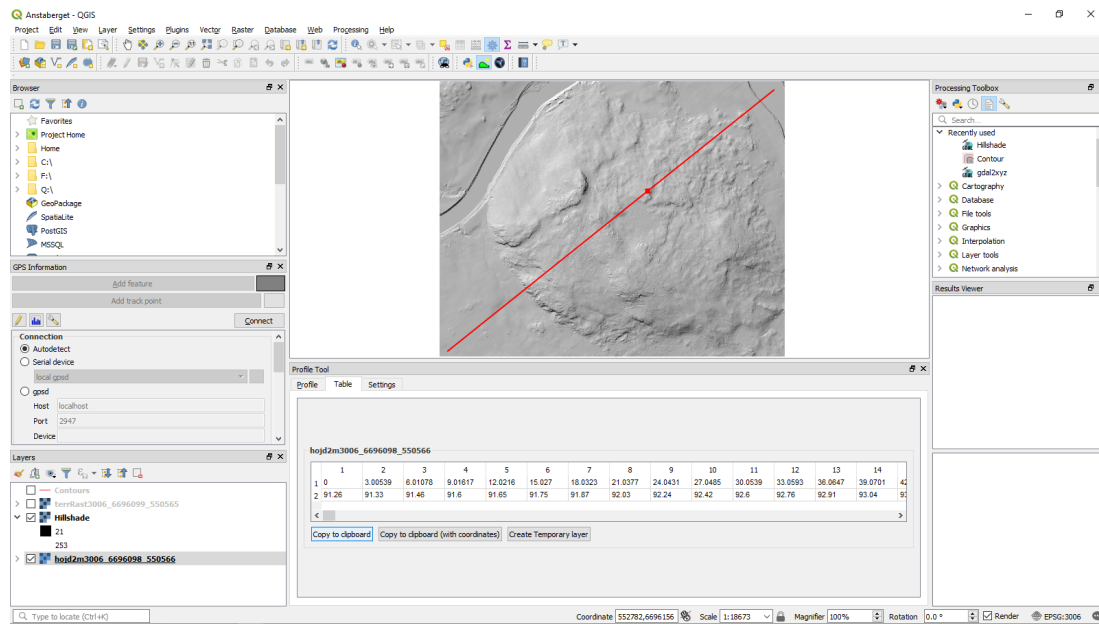 Anstaberget - QGIS
Project Edit View Layer Settings Plugins Vector Raster Database Web Processing Help
Browser
Favorites
Project Home
Home
C:\
F:\
Q:\
GeoPackage
SpatiaLite
PostGIS
MSSQL
GPS Information
Add feature
Add track point
Connect
Connection
Autodetect
Serial device
local gpsd
gpsd
Host localhost
Port 2947
Device
Layers
Contours
terrRast3006_6696099_550565
Hillshade
21
253
hojd2m3006_6696098_550566
Profile Tool
Profile Table Settings
hojd2m3006_6696098_550566
1 2 3 4 5 6 7 8 9 10 11 12 13 14
1 0 3.00539 6.01078 9.01617 12.0216 15.027 18.0323 21.0377 24.0431 27.0485 30.0539 33.0593 36.0647 39.0701 42
2 91.26 91.33 91.46 91.6 91.65 91.75 91.87 92.03 92.24 92.42 92.6 92.76 92.91 93.04
Copy to clipboard Copy to clipboard (with coordinates) Create Temporary layer
Processing Toolbox
Search...
Recently used
Hillshade
Contour
gdal2xyz
Cartography
Database
File tools
Graphics
Interpolation
Layer tools
Network analysis
Results Viewer
Type to locate (Ctrl+K) Coordinate 552782,6696156 Scale 1:18673 Magnifier 100% Rotation 0.0 ° Render EPSG:3006